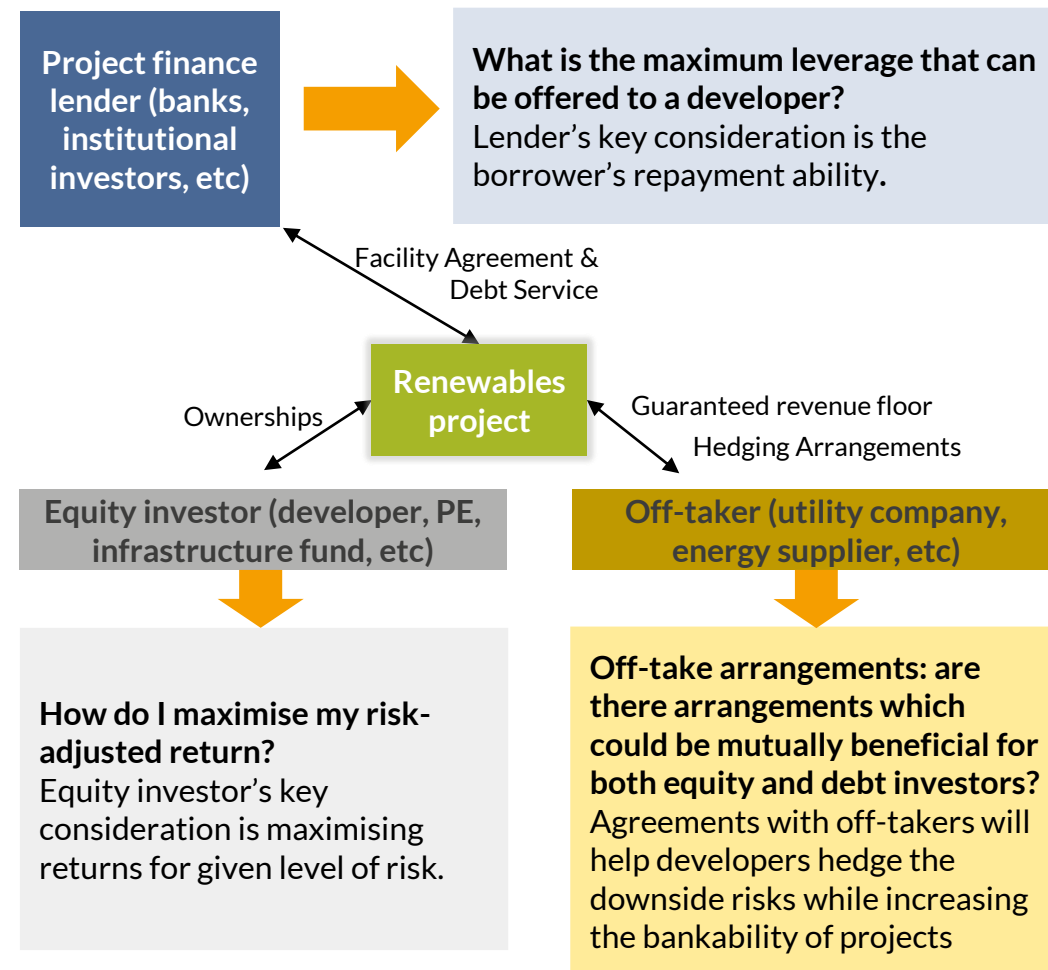 Project finance
lender (banks,
institutional
investors, etc)
What is the maximum leverage that can
be offered to a developer?
Lender's key consideration is the
borrower's repayment ability.
Facility Agreement &
Debt Service
Renewables
project
Ownerships
Guaranteed revenue floor
Hedging Arrangements
Equity investor (developer, PE,
infrastructure fund, etc)
Off-taker (utility company,
energy supplier, etc)
How do I maximise my risk-
adjusted return?
Equity investor's key
consideration is maximising
returns for given level of risk.
Off-take arrangements: are
there arrangements which
could be mutually beneficial for
both equity and debt investors?
Agreements with off-takers will
help developers hedge the
downside risks while increasing
the bankability of projects